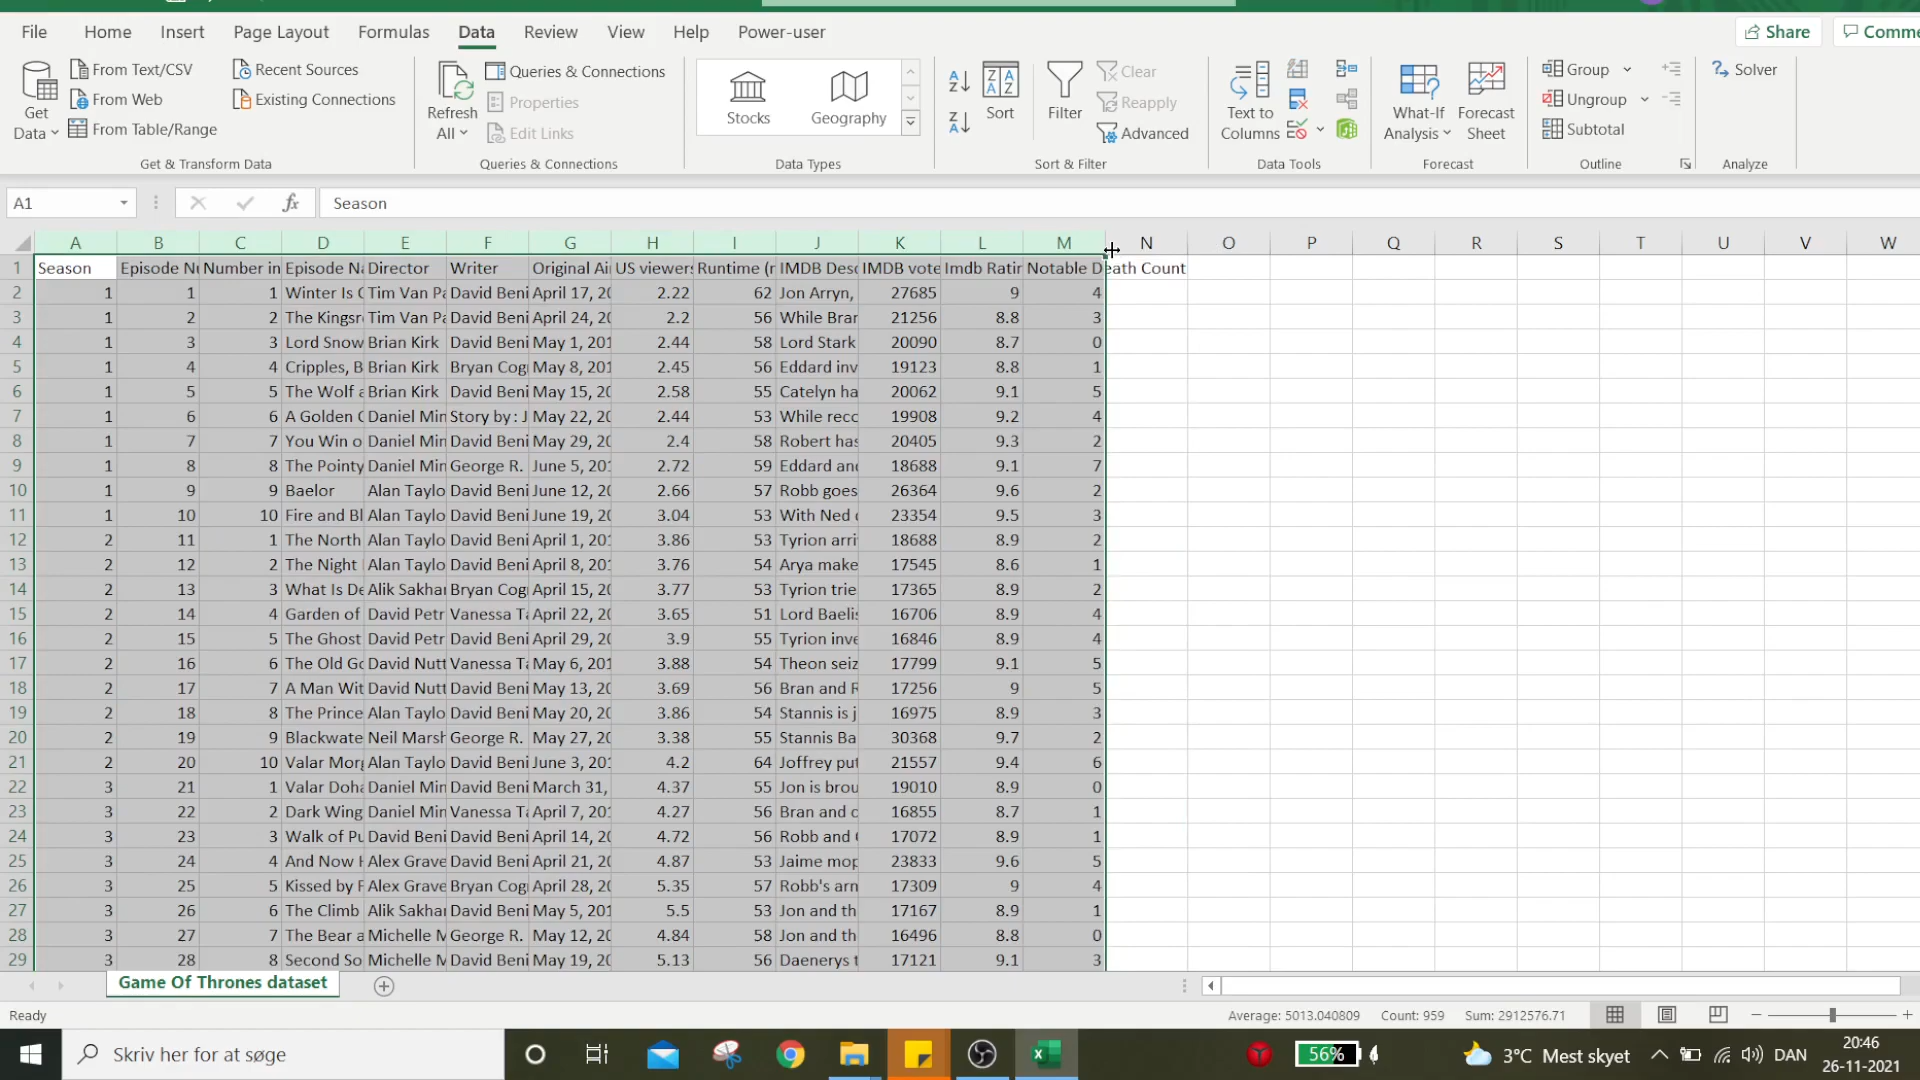 File Home Insert Page Layout Formulas Data Review View Help Power-user Share Comme
From Text/CSV Recent Sources Queries & Connections Clear Group Solver
From Web Existing Connections Properties Reapply Ungroup
Get Data From Table/Range Refresh All Edit Links Stocks Geography Sort Filter Advanced Text to Columns What-If Analysis Forecast Sheet Subtotal
Get & Transform Data Queries & Connections Data Types Sort & Filter Data Tools Forecast Outline Analyze
A1 fx Season
A B C D E F G H I J K L M N O P Q R S T U V W
1 Season Episode Nu Number in Episode Na Director Writer Original Ai US viewers Runtime (r IMDB Desc IMDB vote Imdb Ratin Notable Death Count
2 1 1 1 Winter Is C Tim Van Pa David Beni April 17, 20 2.22 62 Jon Arryn, 27685 9 4
3 1 2 2 The Kingsr Tim Van Pa David Beni April 24, 20 2.2 56 While Bran 21256 8.8 3
4 1 3 3 Lord Snow Brian Kirk David Beni May 1, 201 2.44 58 Lord Stark 20090 8.7 0
5 1 4 4 Cripples, B Brian Kirk Bryan Cog May 8, 201 2.45 56 Eddard inv 19123 8.8 1
6 1 5 5 The Wolf a Brian Kirk David Beni May 15, 20 2.58 55 Catelyn ha 20062 9.1 5
7 1 6 6 A Golden C Daniel Min Story by : J May 22, 20 2.44 53 While reco 19908 9.2 4
8 1 7 7 You Win o Daniel Min David Beni May 29, 20 2.4 58 Robert has 20405 9.3 2
9 1 8 8 The Pointy Daniel Min George R. June 5, 201 2.72 59 Eddard and 18688 9.1 7
10 1 9 9 Baelor Alan Taylo David Beni June 12, 20 2.66 57 Robb goes 26364 9.6 2
11 1 10 10 Fire and Bl Alan Taylo David Beni June 19, 20 3.04 53 With Ned 23354 9.5 3
12 2 11 1 The North Alan Taylo David Beni April 1, 201 3.86 53 Tyrion arri 18688 8.9 2
13 2 12 2 The Night Alan Taylo David Beni April 8, 201 3.76 54 Arya make 17545 8.6 1
14 2 13 3 What Is De Alik Sakhar Bryan Cog April 15, 20 3.77 53 Tyrion trie 17365 8.9 2
15 2 14 4 Garden of David Petr Vanessa Ta April 22, 20 3.65 51 Lord Baelis 16706 8.9 4
16 2 15 5 The Ghost David Petr David Beni April 29, 20 3.9 55 Tyrion inve 16846 8.9 4
17 2 16 6 The Old Go David Nutt Vanessa Ta May 6, 201 3.88 54 Theon seiz 17799 9.1 5
18 2 17 7 A Man Wit David Nutt David Beni May 13, 20 3.69 56 Bran and R 17256 9 5
19 2 18 8 The Prince Alan Taylo David Beni May 20, 20 3.86 54 Stannis is j 16975 8.9 3
20 2 19 9 Blackwate Neil Marsh George R. May 27, 20 3.38 55 Stannis Ba 30368 9.7 2
21 2 20 10 Valar Morg Alan Taylo David Beni June 3, 201 4.2 64 Joffrey put 21557 9.4 6
22 3 21 1 Valar Doha Daniel Min David Beni March 31, 4.37 55 Jon is brou 19010 8.9 0
23 3 22 2 Dark Wing Daniel Min Vanessa Ta April 7, 201 4.27 56 Bran and c 16855 8.7 1
24 3 23 3 Walk of Pu David Beni David Beni April 14, 20 4.72 56 Robb and C 17072 8.9 1
25 3 24 4 And Now H Alex Grave David Beni April 21, 20 4.87 53 Jaime mop 23833 9.6 5
26 3 25 5 Kissed by F Alex Grave Bryan Cog April 28, 20 5.35 57 Robb's arm 17309 9 4
27 3 26 6 The Climb Alik Sakhar David Beni May 5, 201 5.5 53 Jon and th 17167 8.9 1
28 3 27 7 The Bear a Michelle M George R. May 12, 20 4.84 58 Jon and th 16496 8.8 0
29 3 28 8 Second So Michelle M David Beni May 19, 20 5.13 56 Daenerys t 17121 9.1 3
Game Of Thrones dataset
Ready Average: 5013.040809 Count: 959 Sum: 2912576.71
Skriv her for at søge 56% 3°C Mest skyet DAN 20:46
26-11-2021